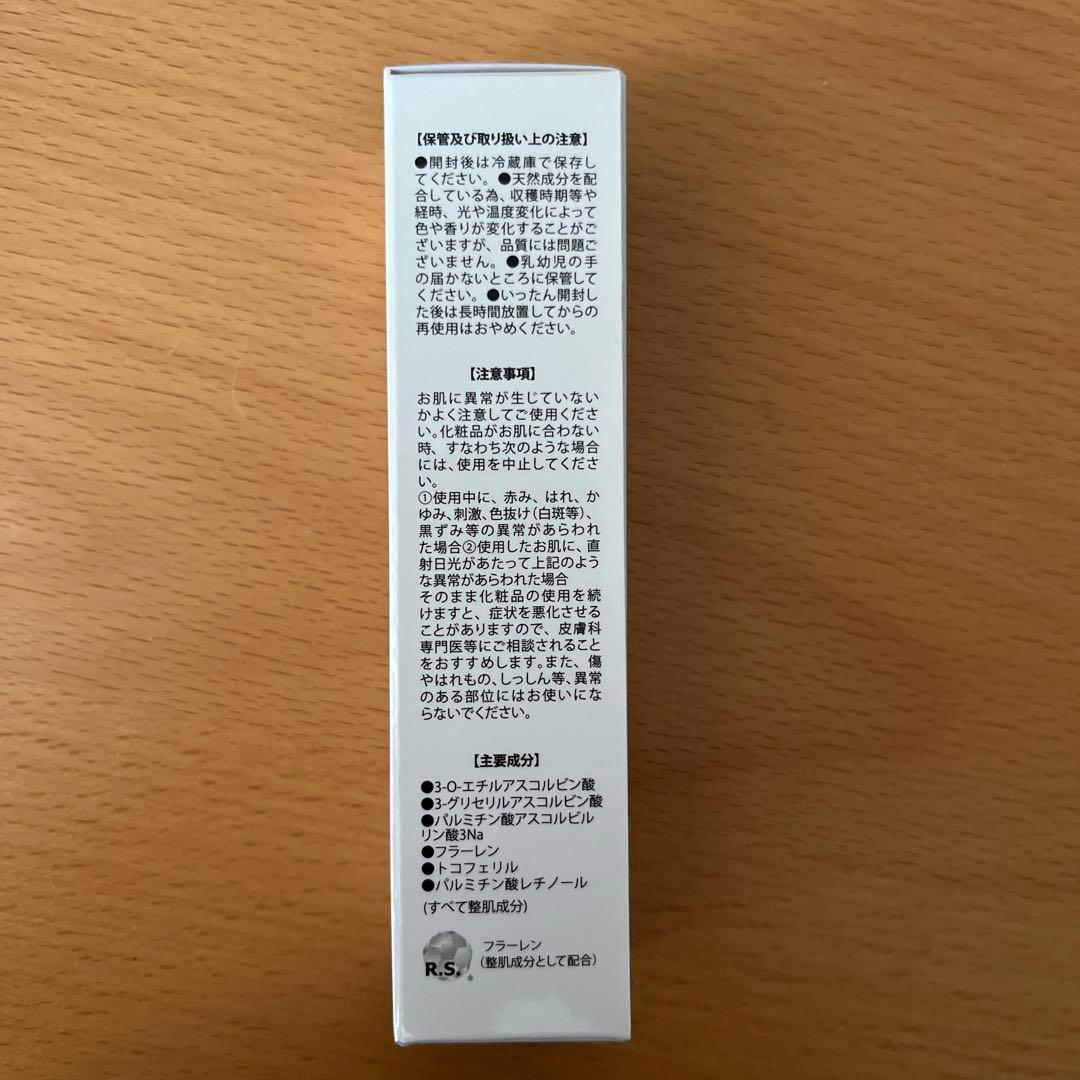 【保管及び取り扱い上の注意】
●開封後は冷蔵庫で保存し
てください。●天然成分を配
合している為、収穫時期等や
経時、光や温度変化によって
色や香りが変化することがご
ざいますが、品質には問題ご
ざいません。●乳幼児の手
の届かないところに保管して
ください。●いったん開封し
た後は長時間放置してからの
再使用はおやめください。
【注意事項】
お肌に異常が生じていない
かよく注意してご使用くださ
い。化粧品がお肌に合わない
時、すなわち次のような場合
には、使用を中止してくださ
い。
①使用中に、赤み、はれ、か
ゆみ、刺激、色抜け(白斑等)、
黒ずみ等の異常があらわれ
た場合②使用したお肌に、直
射日光があたって上記のよう
な異常があらわれた場合
そのまま化粧品の使用を続
けますと、症状を悪化させる
ことがありますので、皮膚科
専門医等にご相談されること
をおすすめします。また、傷
やはれもの、しっしん等、異常
のある部位にはお使いにな
らないでください。
【主要成分】
●3-O-エチルアスコルビン酸
●3-グリセリルアスコルビン酸
●パルミチン酸アスコルビル
リン酸3Na
●フラーレン
●トコフェリル
●パルミチン酸レチノール
(すべて整肌成分)
R.S.®
フラーレン
(整肌成分として配合)